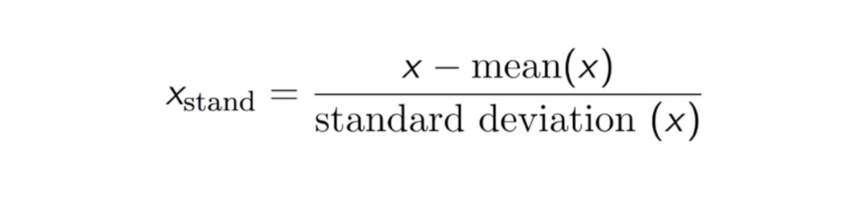 x_stand = (x − mean(x)) / (standard deviation (x))